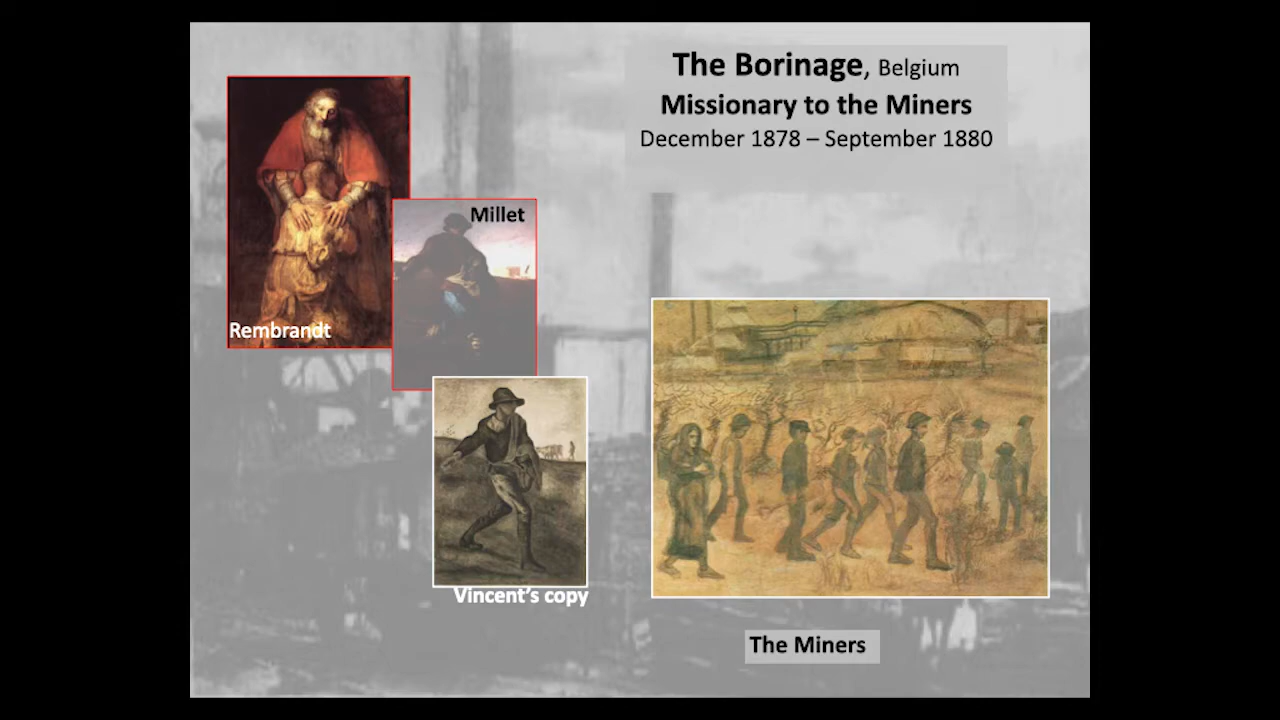 The Borinage, Belgium
Missionary to the Miners
December 1878 – September 1880
Millet
Rembrandt
Vincent's copy
The Miners